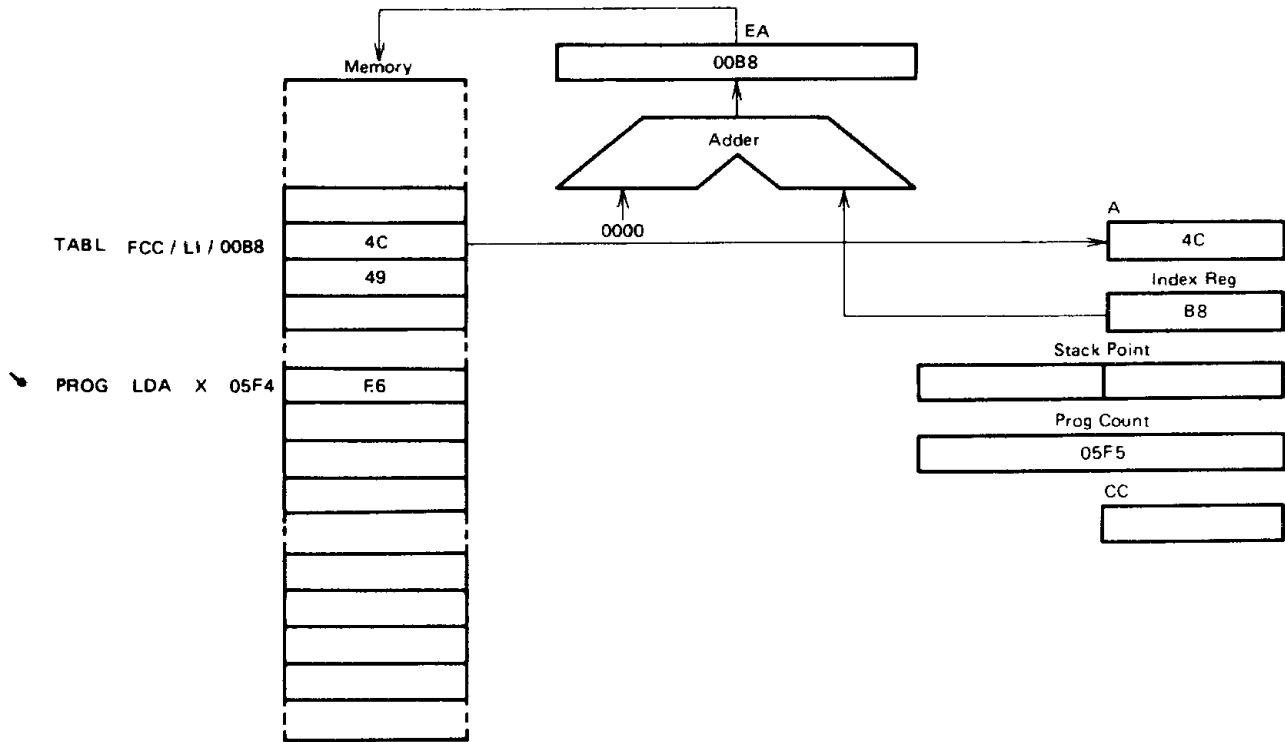 EA
00B8
Memory
Adder
0000
A
TABL FCC / LI / 00B8
4C
4C
49
Index Reg
B8
Stack Point
PROG LDA X 05F4
F6
Prog Count
05F5
CC